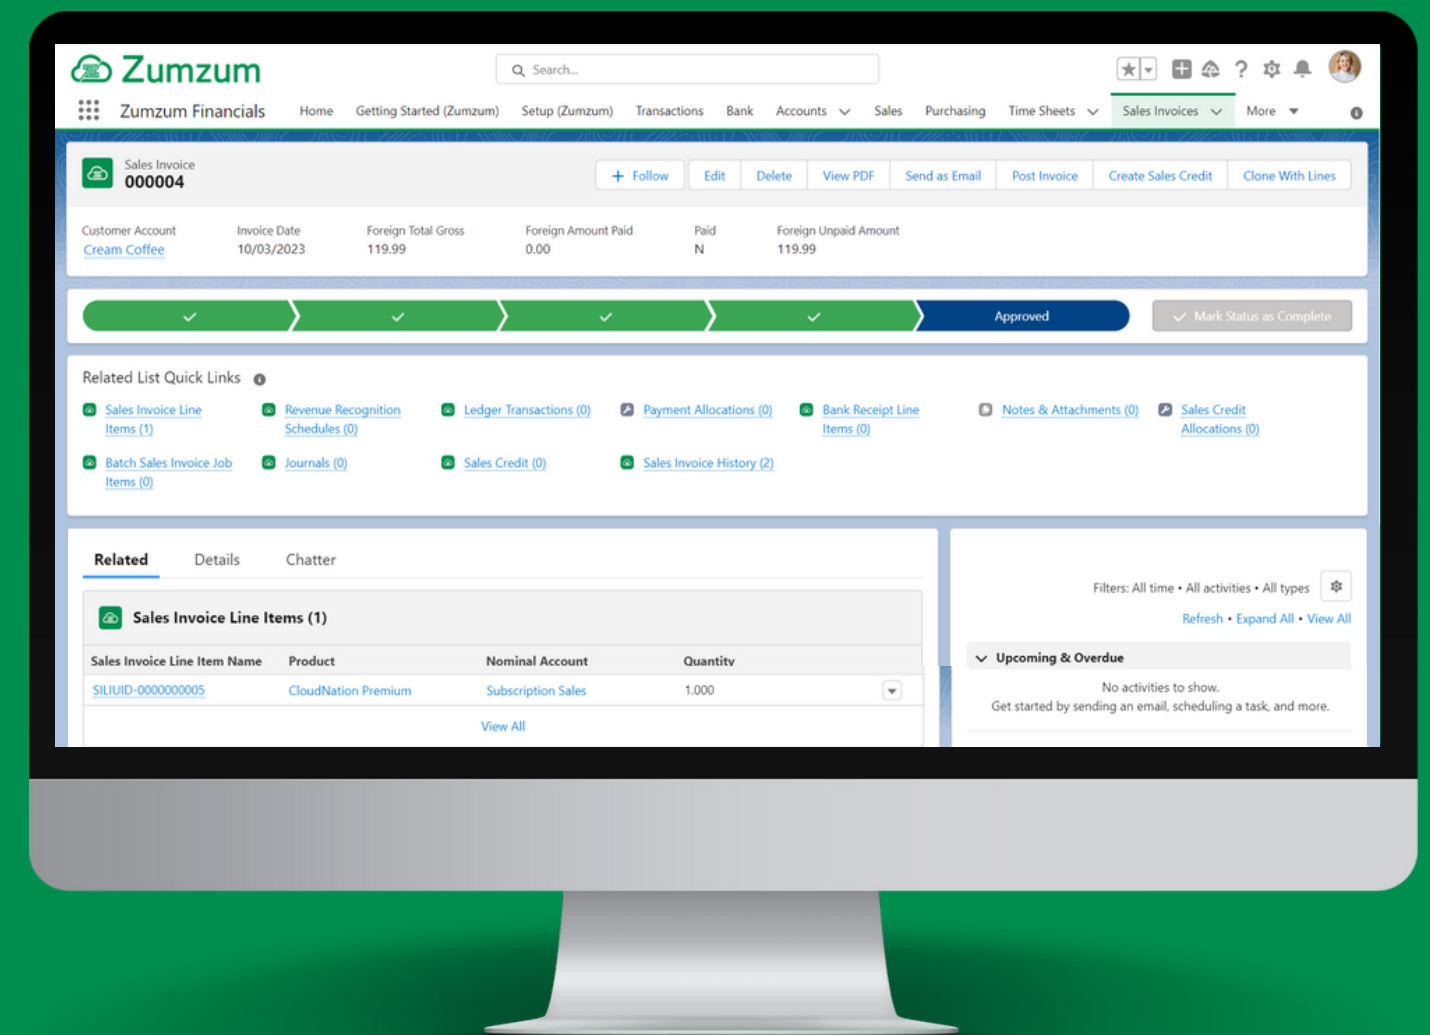 Zumzum
Search...
Zumzum Financials Home Getting Started (Zumzum) Setup (Zumzum) Transactions Bank Accounts Sales Purchasing Time Sheets Sales Invoices More
Sales Invoice
000004
+ Follow Edit Delete View PDF Send as Email Post Invoice Create Sales Credit Clone With Lines
Customer Account Invoice Date Foreign Total Gross Foreign Amount Paid Paid Foreign Unpaid Amount
Cream Coffee 10/03/2023 119.99 0.00 N 119.99
Approved Mark Status as Complete
Related List Quick Links
Sales Invoice Line Items (1)
Revenue Recognition Schedules (0)
Ledger Transactions (0)
Payment Allocations (0)
Bank Receipt Line Items (0)
Notes & Attachments (0)
Sales Credit Allocations (0)
Batch Sales Invoice Job Items (0)
Journals (0)
Sales Credit (0)
Sales Invoice History (2)
Related Details Chatter
Sales Invoice Line Items (1)
Sales Invoice Line Item Name Product Nominal Account Quantity
SILIUID-0000000005 CloudNation Premium Subscription Sales 1.000
View All
Filters: All time • All activities • All types
Refresh • Expand All • View All
Upcoming & Overdue
No activities to show.
Get started by sending an email, scheduling a task, and more.